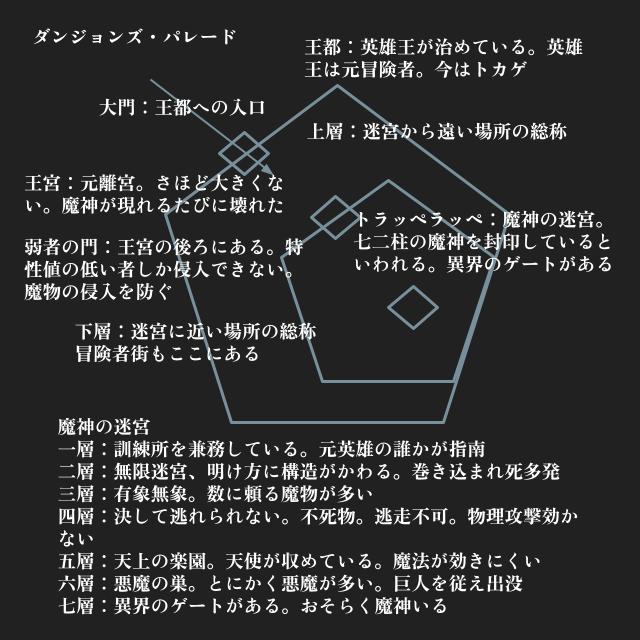 ダンジョンズ・パレード
王都：英雄王が治めている。英雄
王は元冒険者。今はトカゲ
大門：王都への入口
上層：迷宮から遠い場所の総称
王宮：元離宮。さほど大きくな
い。魔神が現れるたびに壊れた
トラッペラッペ：魔神の迷宮。
七二柱の魔神を封印していると
いわれる。異界のゲートがある
弱者の門：王宮の後ろにある。特
性値の低い者しか侵入できない。
魔物の侵入を防ぐ
下層：迷宮に近い場所の総称
冒険者街もここにある
魔神の迷宮
一層：訓練所を兼務している。元英雄の誰かが指南
二層：無限迷宮、明け方に構造がかわる。巻き込まれ死多発
三層：有象無象。数に頼る魔物が多い
四層：決して逃れられない。不死物。逃走不可。物理攻撃効か
ない
五層：天上の楽園。天使が収めている。魔法が効きにくい
六層：悪魔の巣。とにかく悪魔が多い。巨人を従え出没
七層：異界のゲートがある。おそらく魔神いる